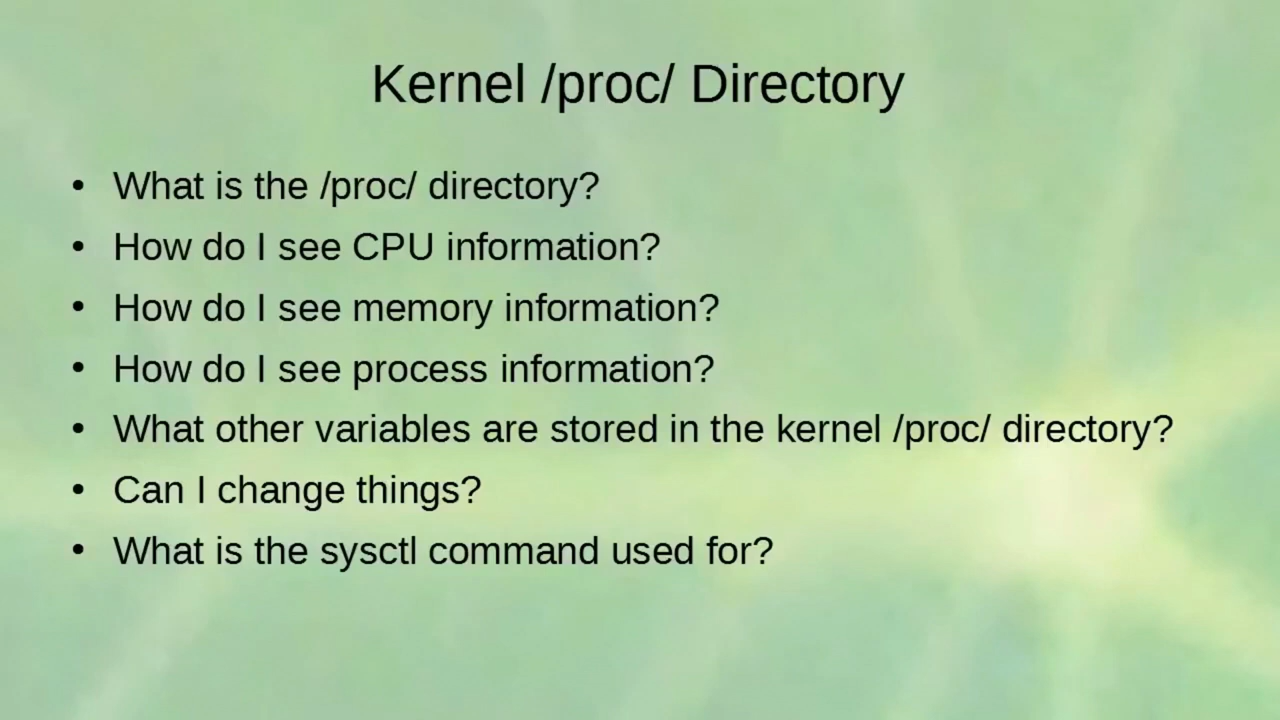 Kernel /proc/ Directory
• What is the /proc/ directory?
• How do I see CPU information?
• How do I see memory information?
• How do I see process information?
• What other variables are stored in the kernel /proc/ directory?
• Can I change things?
• What is the sysctl command used for?